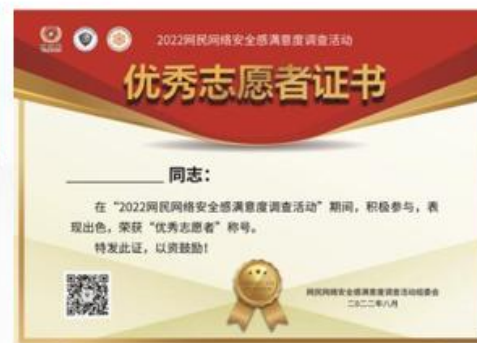 2022网民网络安全感满意度调查活动
优秀志愿者证书
同志：
在“2022网民网络安全感满意度调查活动”期间，积极参与，表
现出色，荣获“优秀志愿者”称号。
特发此证，以资鼓励！
网民网络安全感满意度调查活动组委会
二〇二二年八月